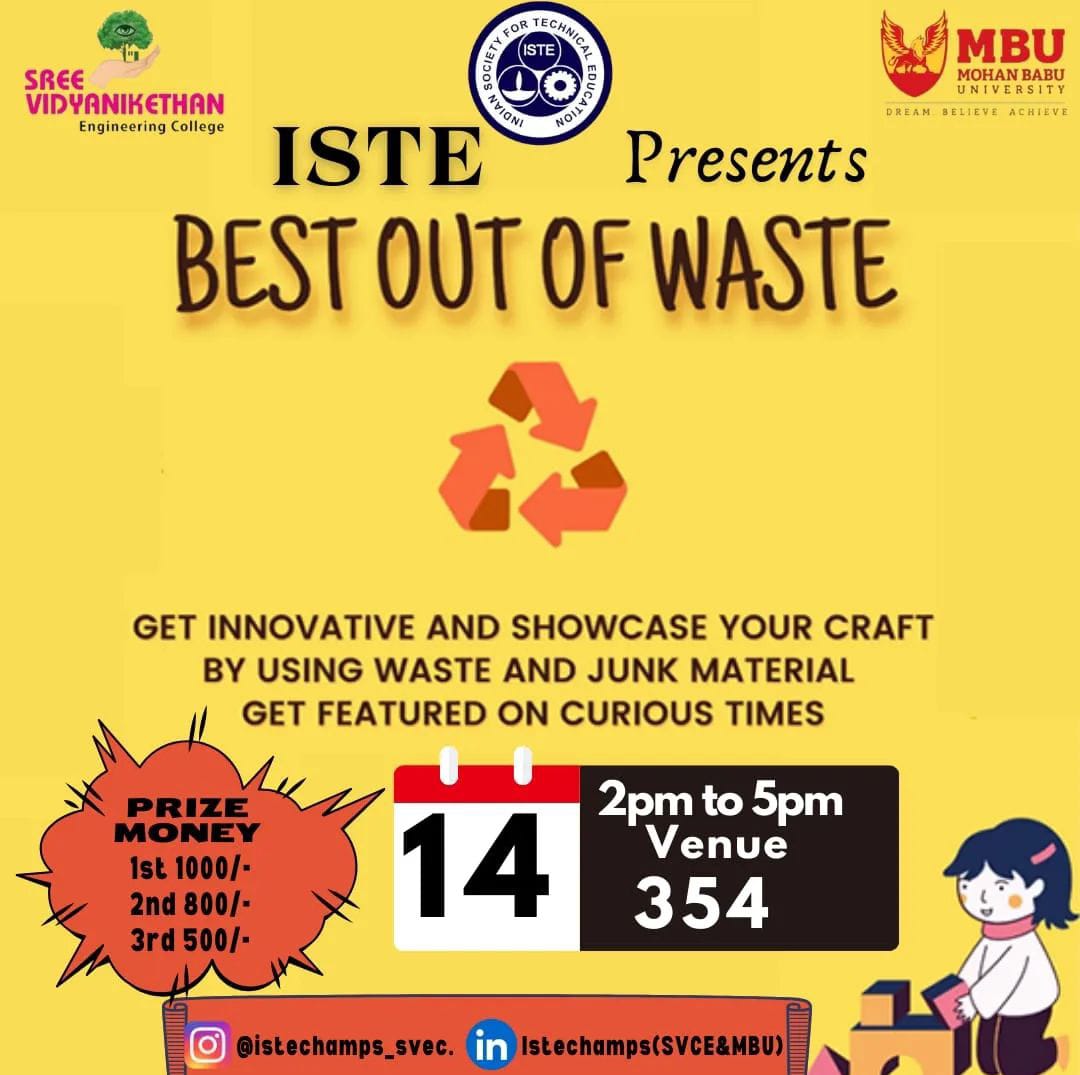 SREE
VIDYANIKETHAN
Engineering College
INDIAN SOCIETY FOR TECHNICAL EDUCATION
ISTE
MBU
MOHAN BABU
UNIVERSITY
DREAM BELIEVE ACHIEVE
ISTE Presents
BEST OUT OF WASTE
GET INNOVATIVE AND SHOWCASE YOUR CRAFT
BY USING WASTE AND JUNK MATERIAL
GET FEATURED ON CURIOUS TIMES
PRIZE
MONEY
1st 1000/-
2nd 800/-
3rd 500/-
14
2pm to 5pm
Venue
354
@istechamps_svec. in Istechamps(SVCE&MBU)